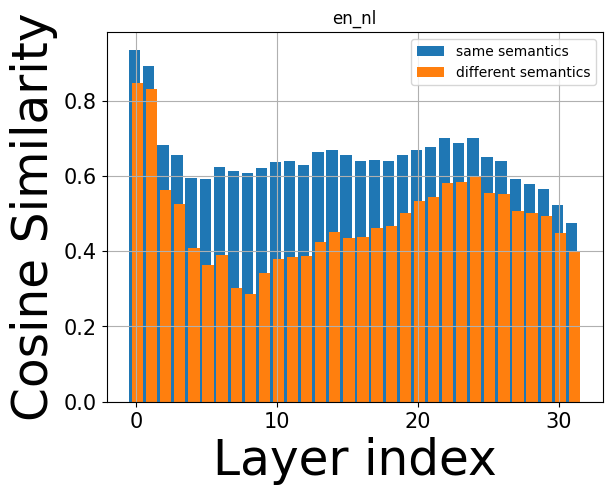 en_nl
same semantics
different semantics
Cosine Similarity
0.8
0.6
0.4
0.2
0.0
0
10
20
30
Layer index